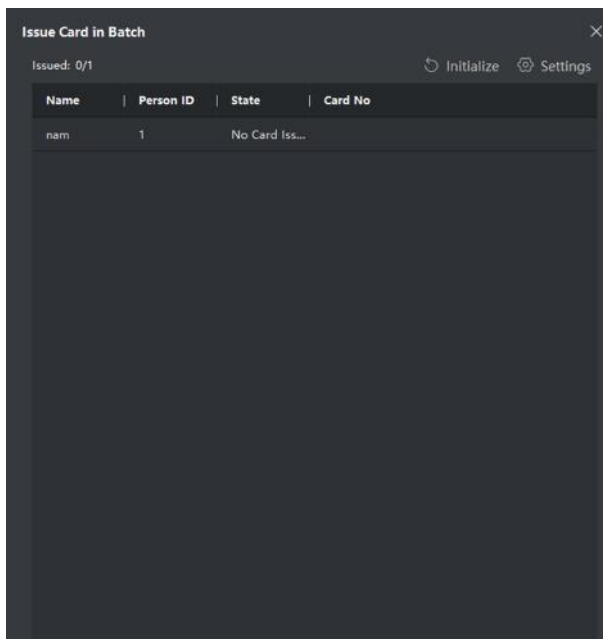 Issue Card in Batch
Issued: 0/1 Initialize Settings
Name | Person ID | State | Card No
nam 1 No Card Iss...